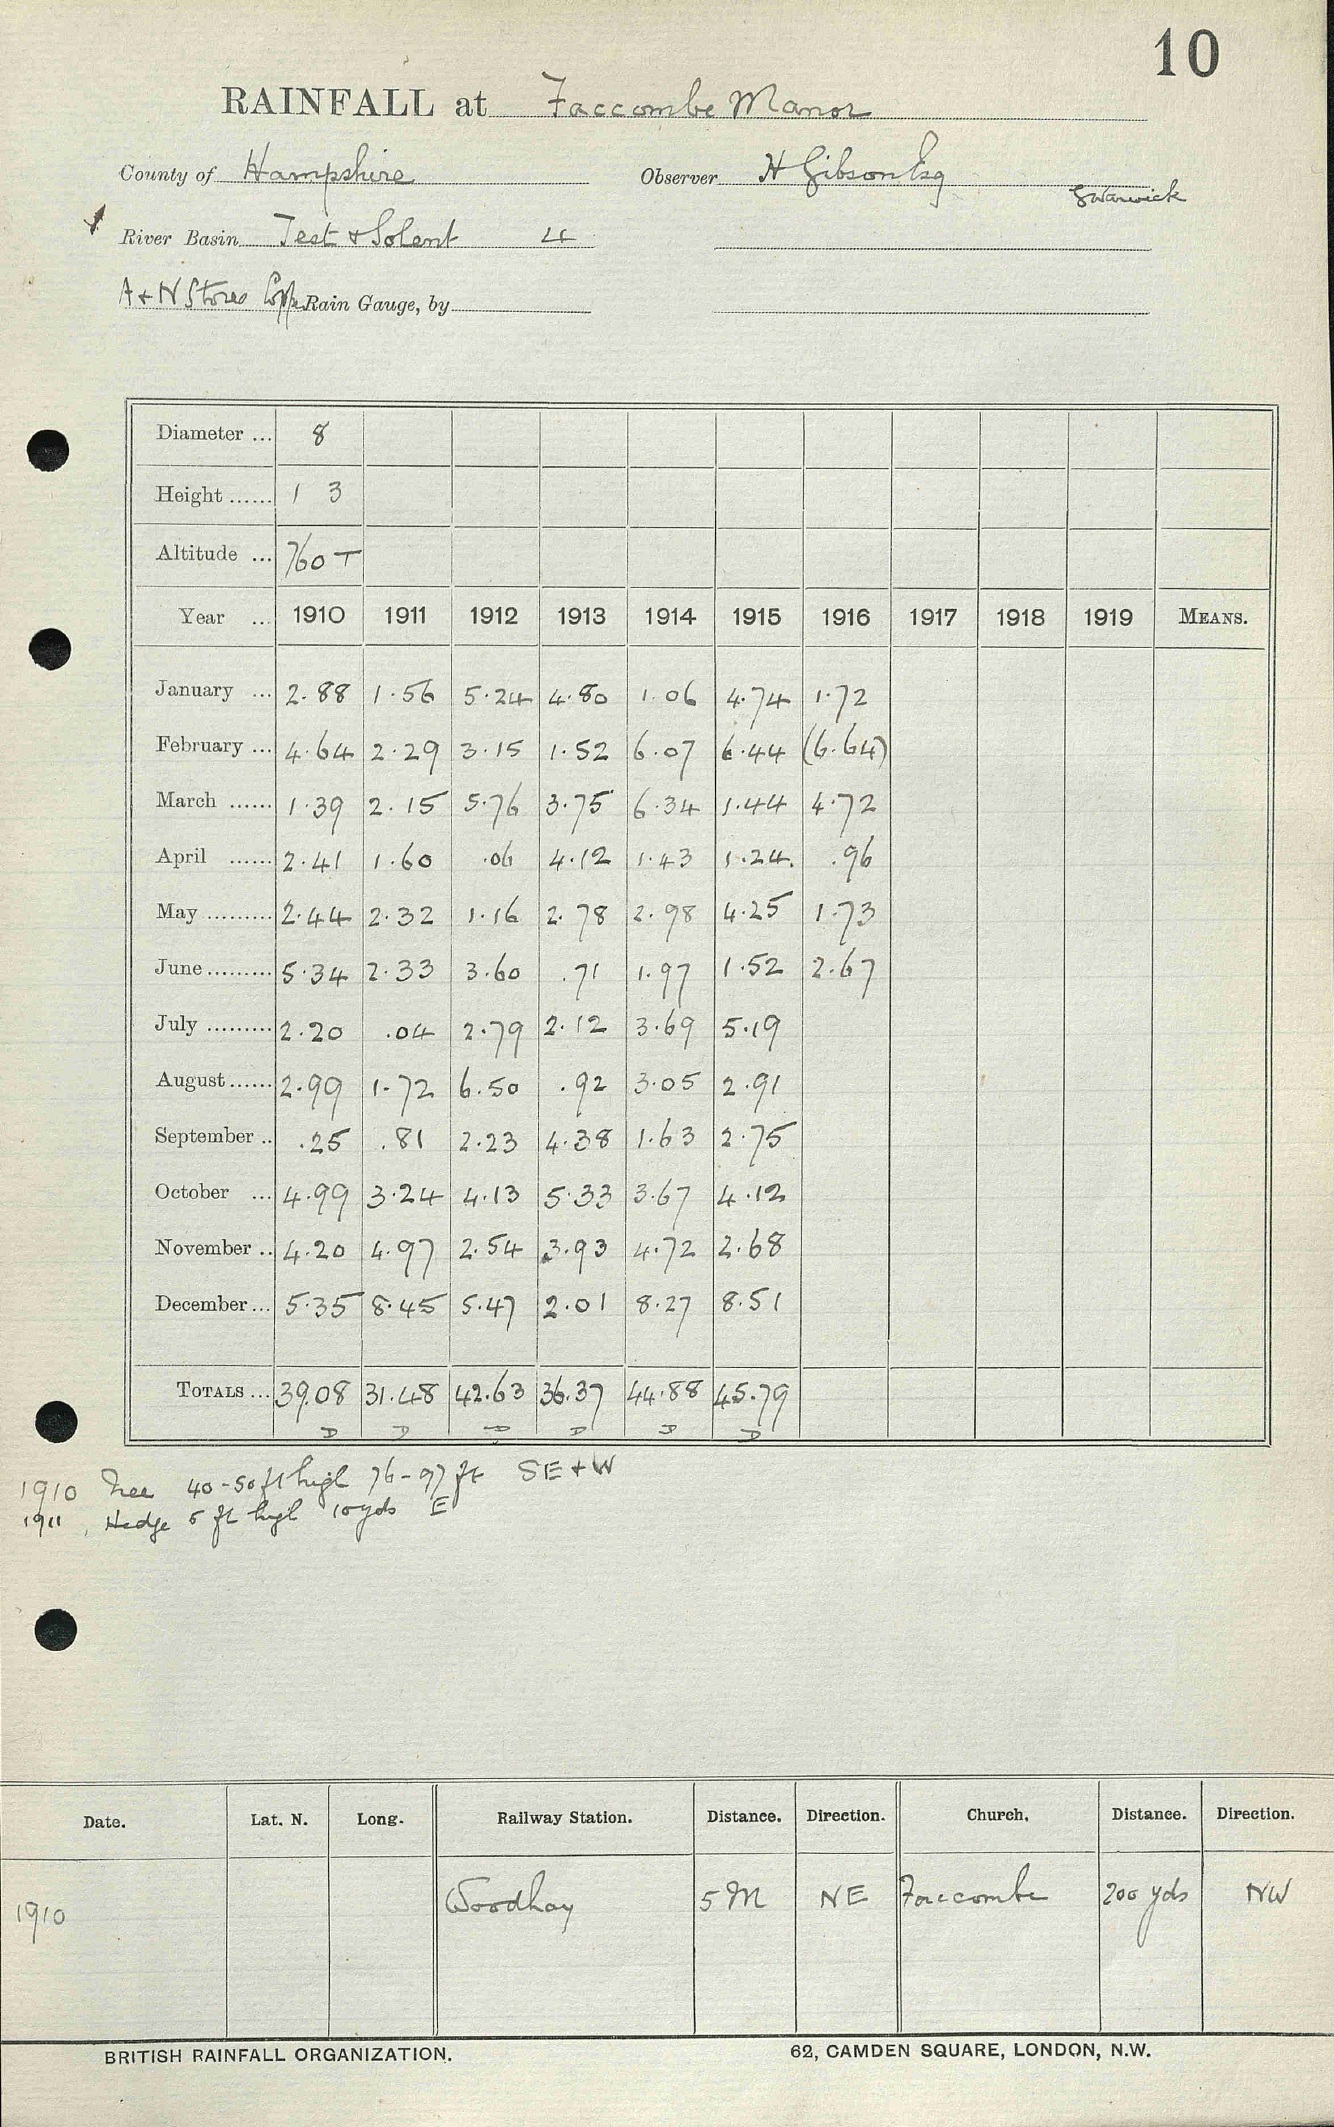 10
RAINFALL at Faccombe Manor
County of Hampshire Observer H Gibson Esq
G Warwick
River Basin Test & Solent 4
A & N Stores Rain Gauge, by
Diameter ... 8
Height ...... 1 3
Altitude ... 760 T
Year ... 1910 1911 1912 1913 1914 1915 1916 1917 1918 1919 MEANS.
January ... 2.88 1.56 5.24 4.80 1.06 4.74 1.72
February ... 4.64 2.29 3.15 1.52 6.07 6.44 (6.64)
March ...... 1.39 2.15 5.76 3.75 6.34 1.44 4.72
April ...... 2.41 1.60 .06 4.12 1.43 1.24. .96
May ......... 2.44 2.32 1.16 2.78 2.98 4.25 1.73
June ......... 5.34 2.33 3.60 .71 1.97 1.52 2.67
July ......... 2.20 .04 2.79 2.12 3.69 5.19
August ...... 2.99 1.72 6.50 .92 3.05 2.91
September .. .25 .81 2.23 4.38 1.63 2.75
October ... 4.99 3.24 4.13 5.33 3.67 4.12
November .. 4.20 4.97 2.54 3.93 4.72 2.68
December ... 5.35 8.45 5.47 2.01 8.27 8.51
TOTALS ... 39.08 31.48 42.63 36.37 44.88 45.79
D D D D D D
1910 Tree 40-50 ft high 76-97 ft SE & W
1911, Hedge 5 ft high 10 yds E
Date. Lat. N. Long. Railway Station. Distance. Direction. Church. Distance. Direction.
1910 Woodhay 5 M NE Faccombe 200 yds NW
BRITISH RAINFALL ORGANIZATION. 62, CAMDEN SQUARE, LONDON, N.W.